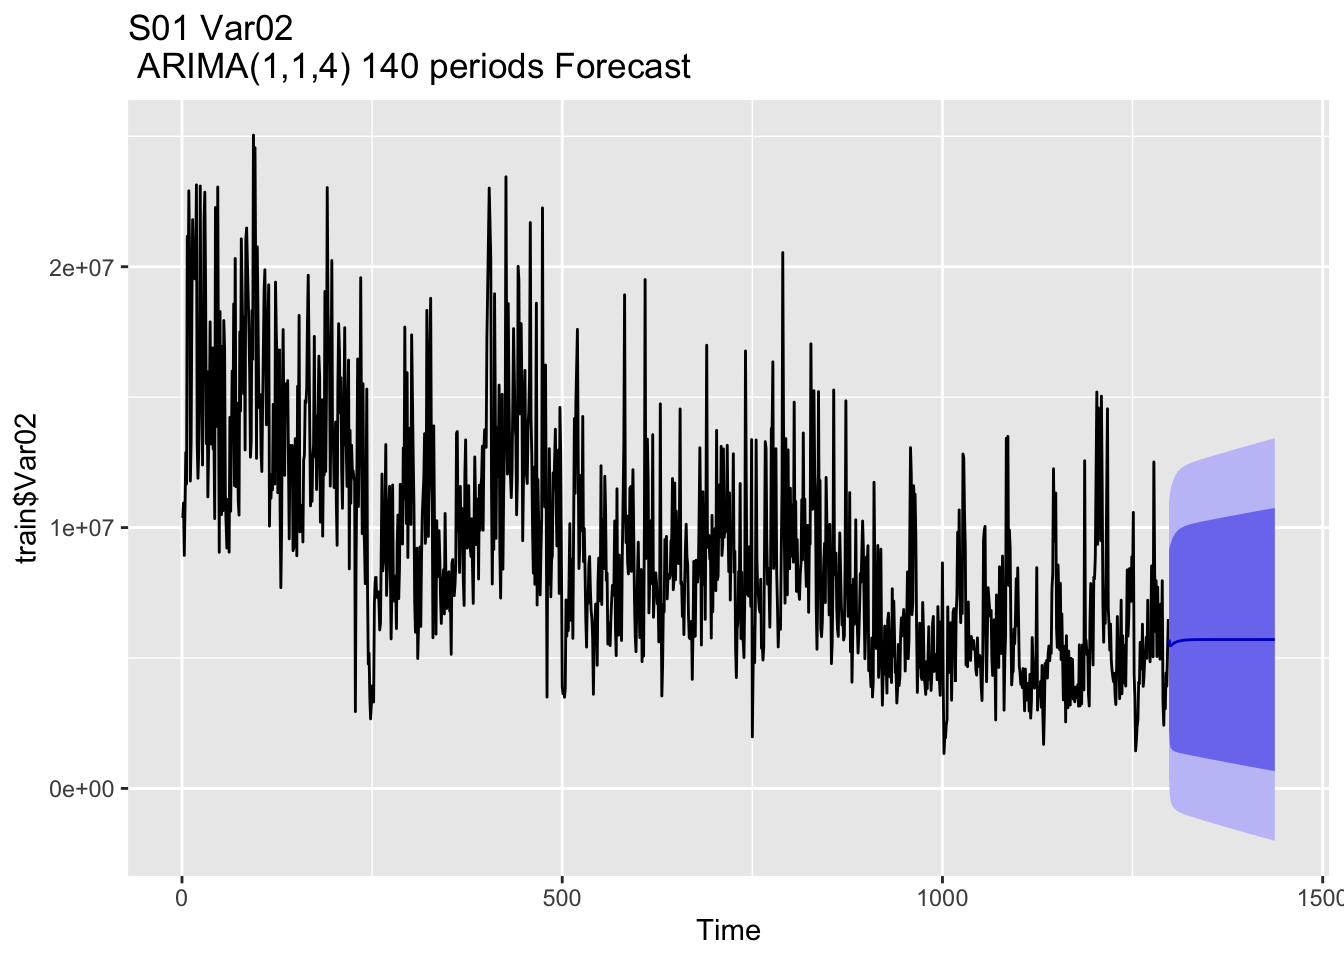 S01 Var02
ARIMA(1,1,4) 140 periods Forecast
train$Var02
2e+07
1e+07
0e+00
0
500
1000
1500
Time